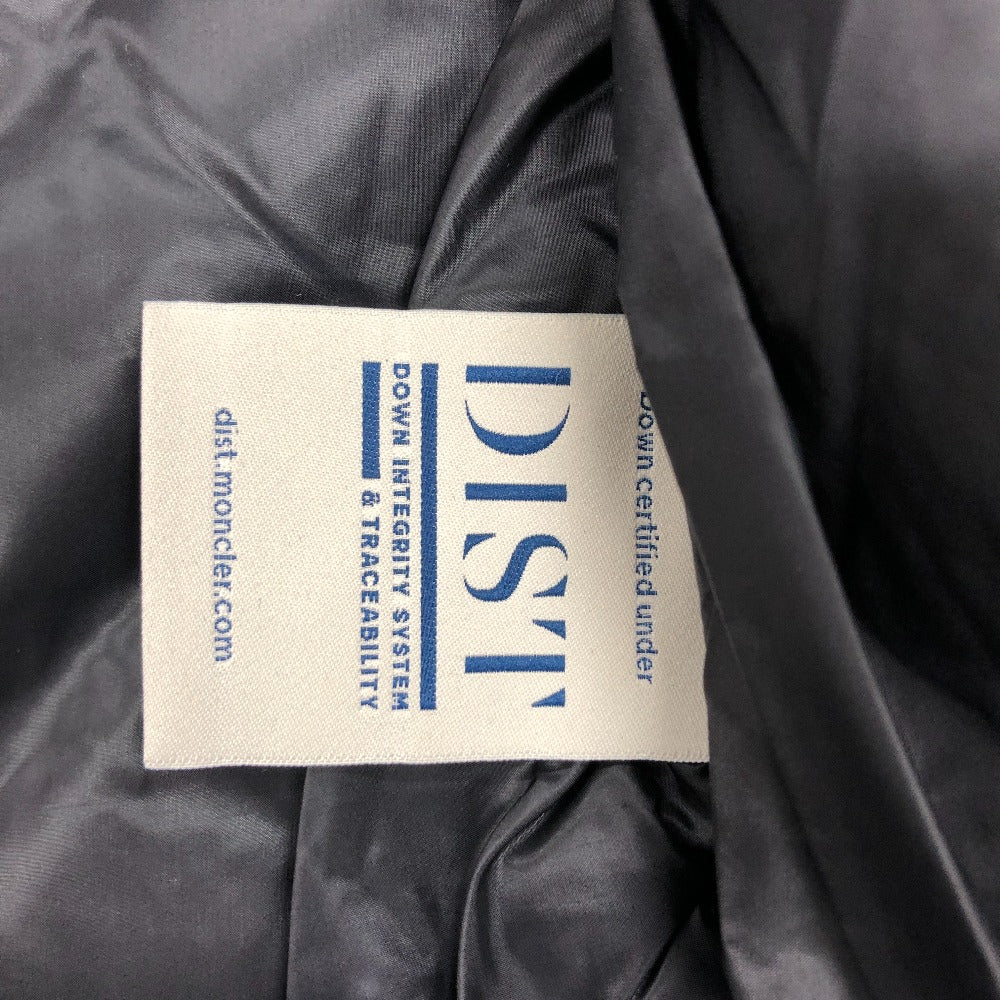 Down certified under
DIST
DOWN INTEGRITY SYSTEM
& TRACEABILITY
dist.moncler.com